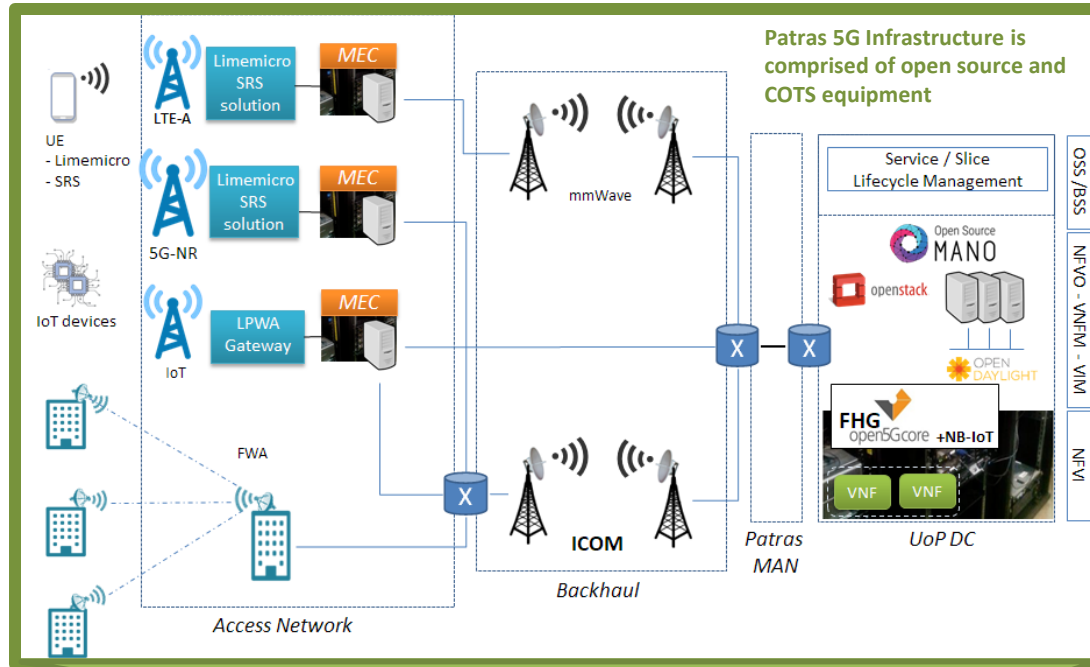 Patras 5G Infrastructure is
comprised of open source and
COTS equipment
UE
- Limemicro
- SRS
IoT devices
LTE-A
Limemicro
SRS
solution
MEC
5G-NR
Limemicro
SRS
solution
MEC
IoT
LPWA
Gateway
MEC
FWA
X
Access Network
mmWave
ICOM
Backhaul
X
X
Patras
MAN
Service / Slice
Lifecycle Management
Open Source
MANO
openstack
OPEN
DAYLIGHT
FHG
open5Gcore +NB-IoT
VNF
VNF
UoP DC
OSS /BSS
NFVO - VNFM - VIM
NFVI